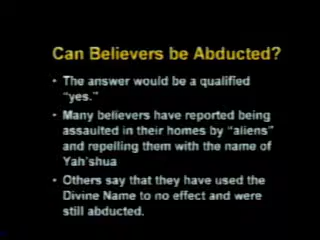 Can Believers be Abducted?
• The answer would be a qualified
"yes."
• Many believers have reported being
assaulted in their homes by "aliens"
and repelling them with the name of
Yah'shua
• Others say that they have used the
Divine Name to no effect and were
still abducted.